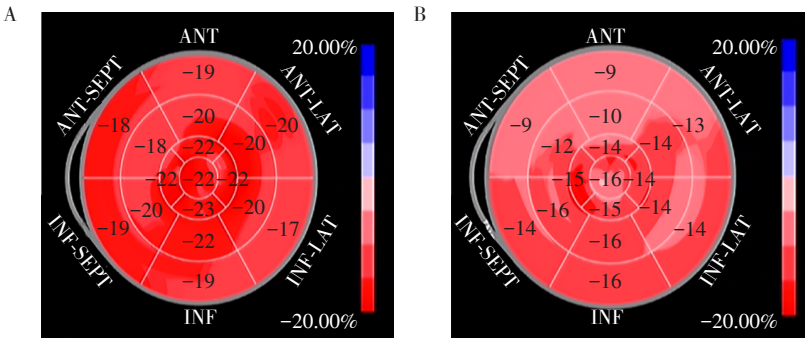 A
ANT
20.00%
ANT-SEPT
ANT-LAT
-19
-20
-18
-20
-22
-18
-20
-22
-22
-22
-23
-20
-20
-19
-22
-17
-19
INF-SEPT
INF-LAT
INF
-20.00%
B
ANT
20.00%
ANT-SEPT
ANT-LAT
-9
-10
-9
-13
-14
-12
-14
-15
-16
-14
-15
-16
-14
-14
-16
-14
-16
INF-SEPT
INF-LAT
INF
-20.00%